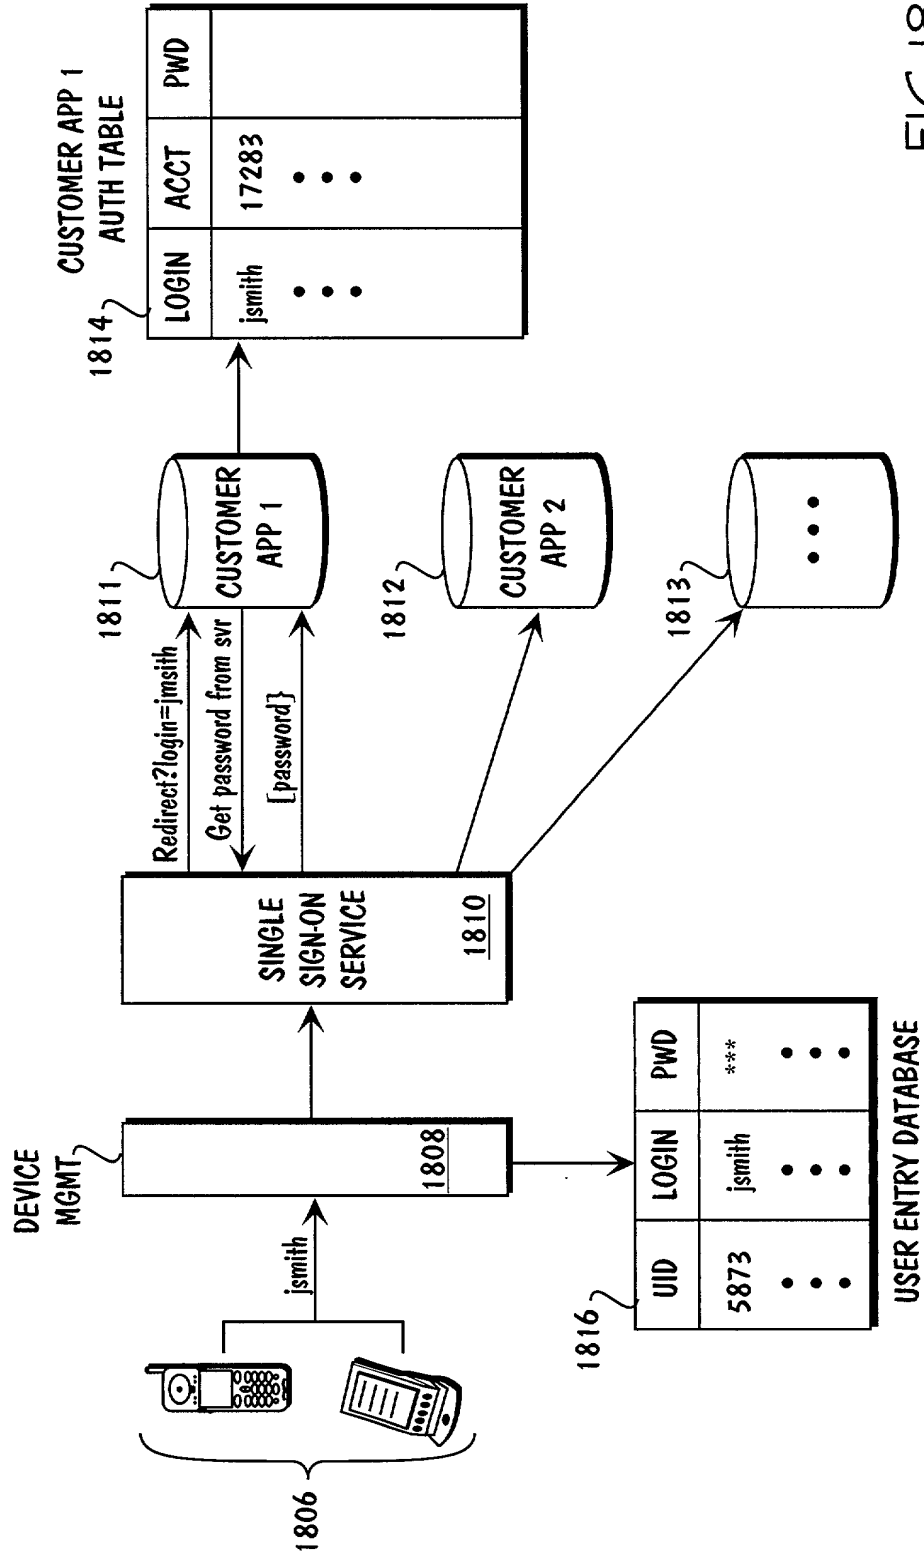 1806
jsmith
DEVICE
MGMT
1808
1816
UID
LOGIN
PWD
5873
jsmith
***
USER ENTRY DATABASE
SINGLE
SIGN-ON
SERVICE
1810
Redirect?login=jmsith
Get password from svr
[password}
1811
CUSTOMER
APP 1
1812
CUSTOMER
APP 2
1813
CUSTOMER APP 1
AUTH TABLE
1814
LOGIN
ACCT
PWD
jsmith
17283